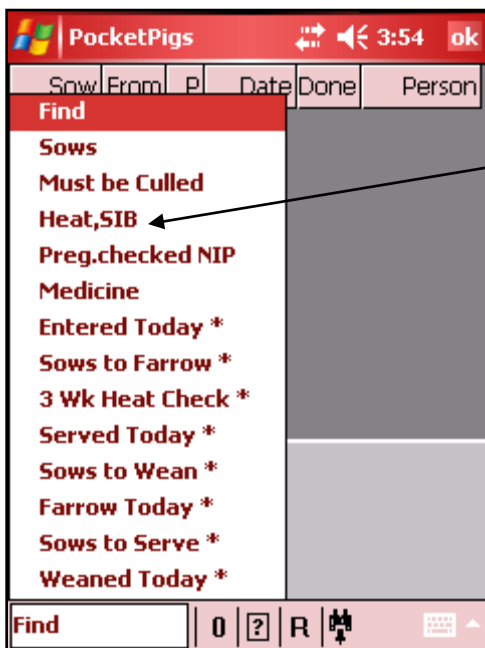 PocketPigs 3:54 ok
Sow From P Date Done Person
Find
Sows
Must be Culled
Heat,SIB
Preg.checked NIP
Medicine
Entered Today *
Sows to Farrow *
3 Wk Heat Check *
Served Today *
Sows to Wean *
Farrow Today *
Sows to Serve *
Weaned Today *
Find 0 ? R